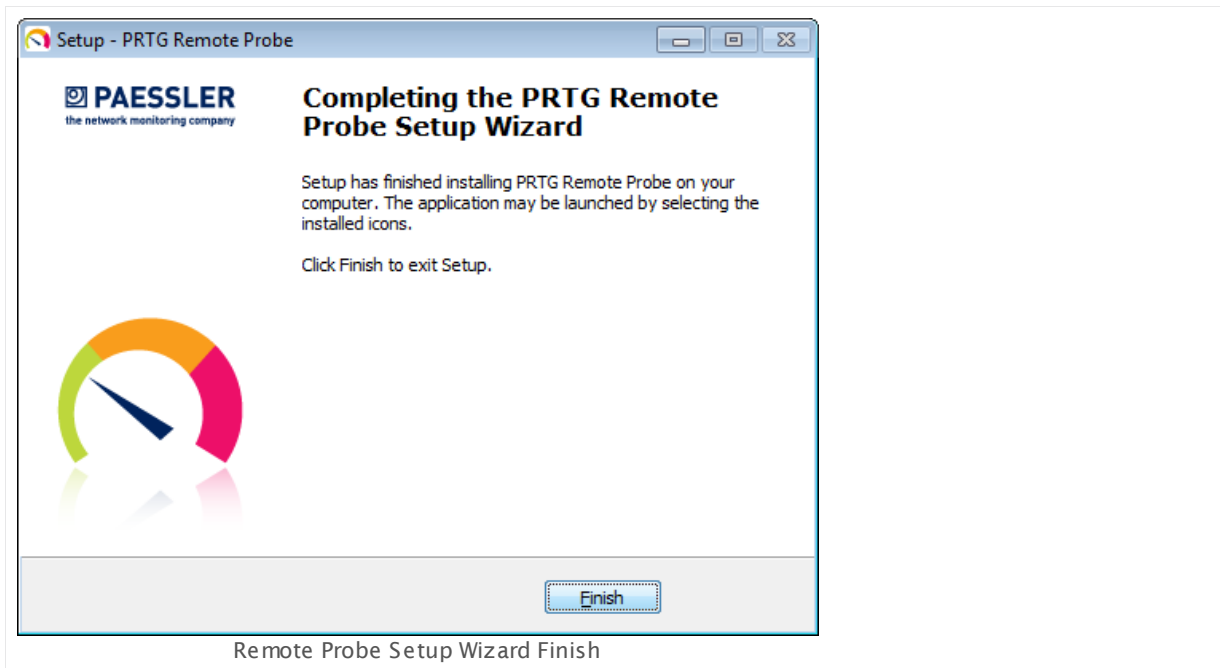 Setup - PRTG Remote Probe
PAESSLER
the network monitoring company
Completing the PRTG Remote
Probe Setup Wizard
Setup has finished installing PRTG Remote Probe on your
computer. The application may be launched by selecting the
installed icons.
Click Finish to exit Setup.
Finish
Remote Probe Setup Wizard Finish